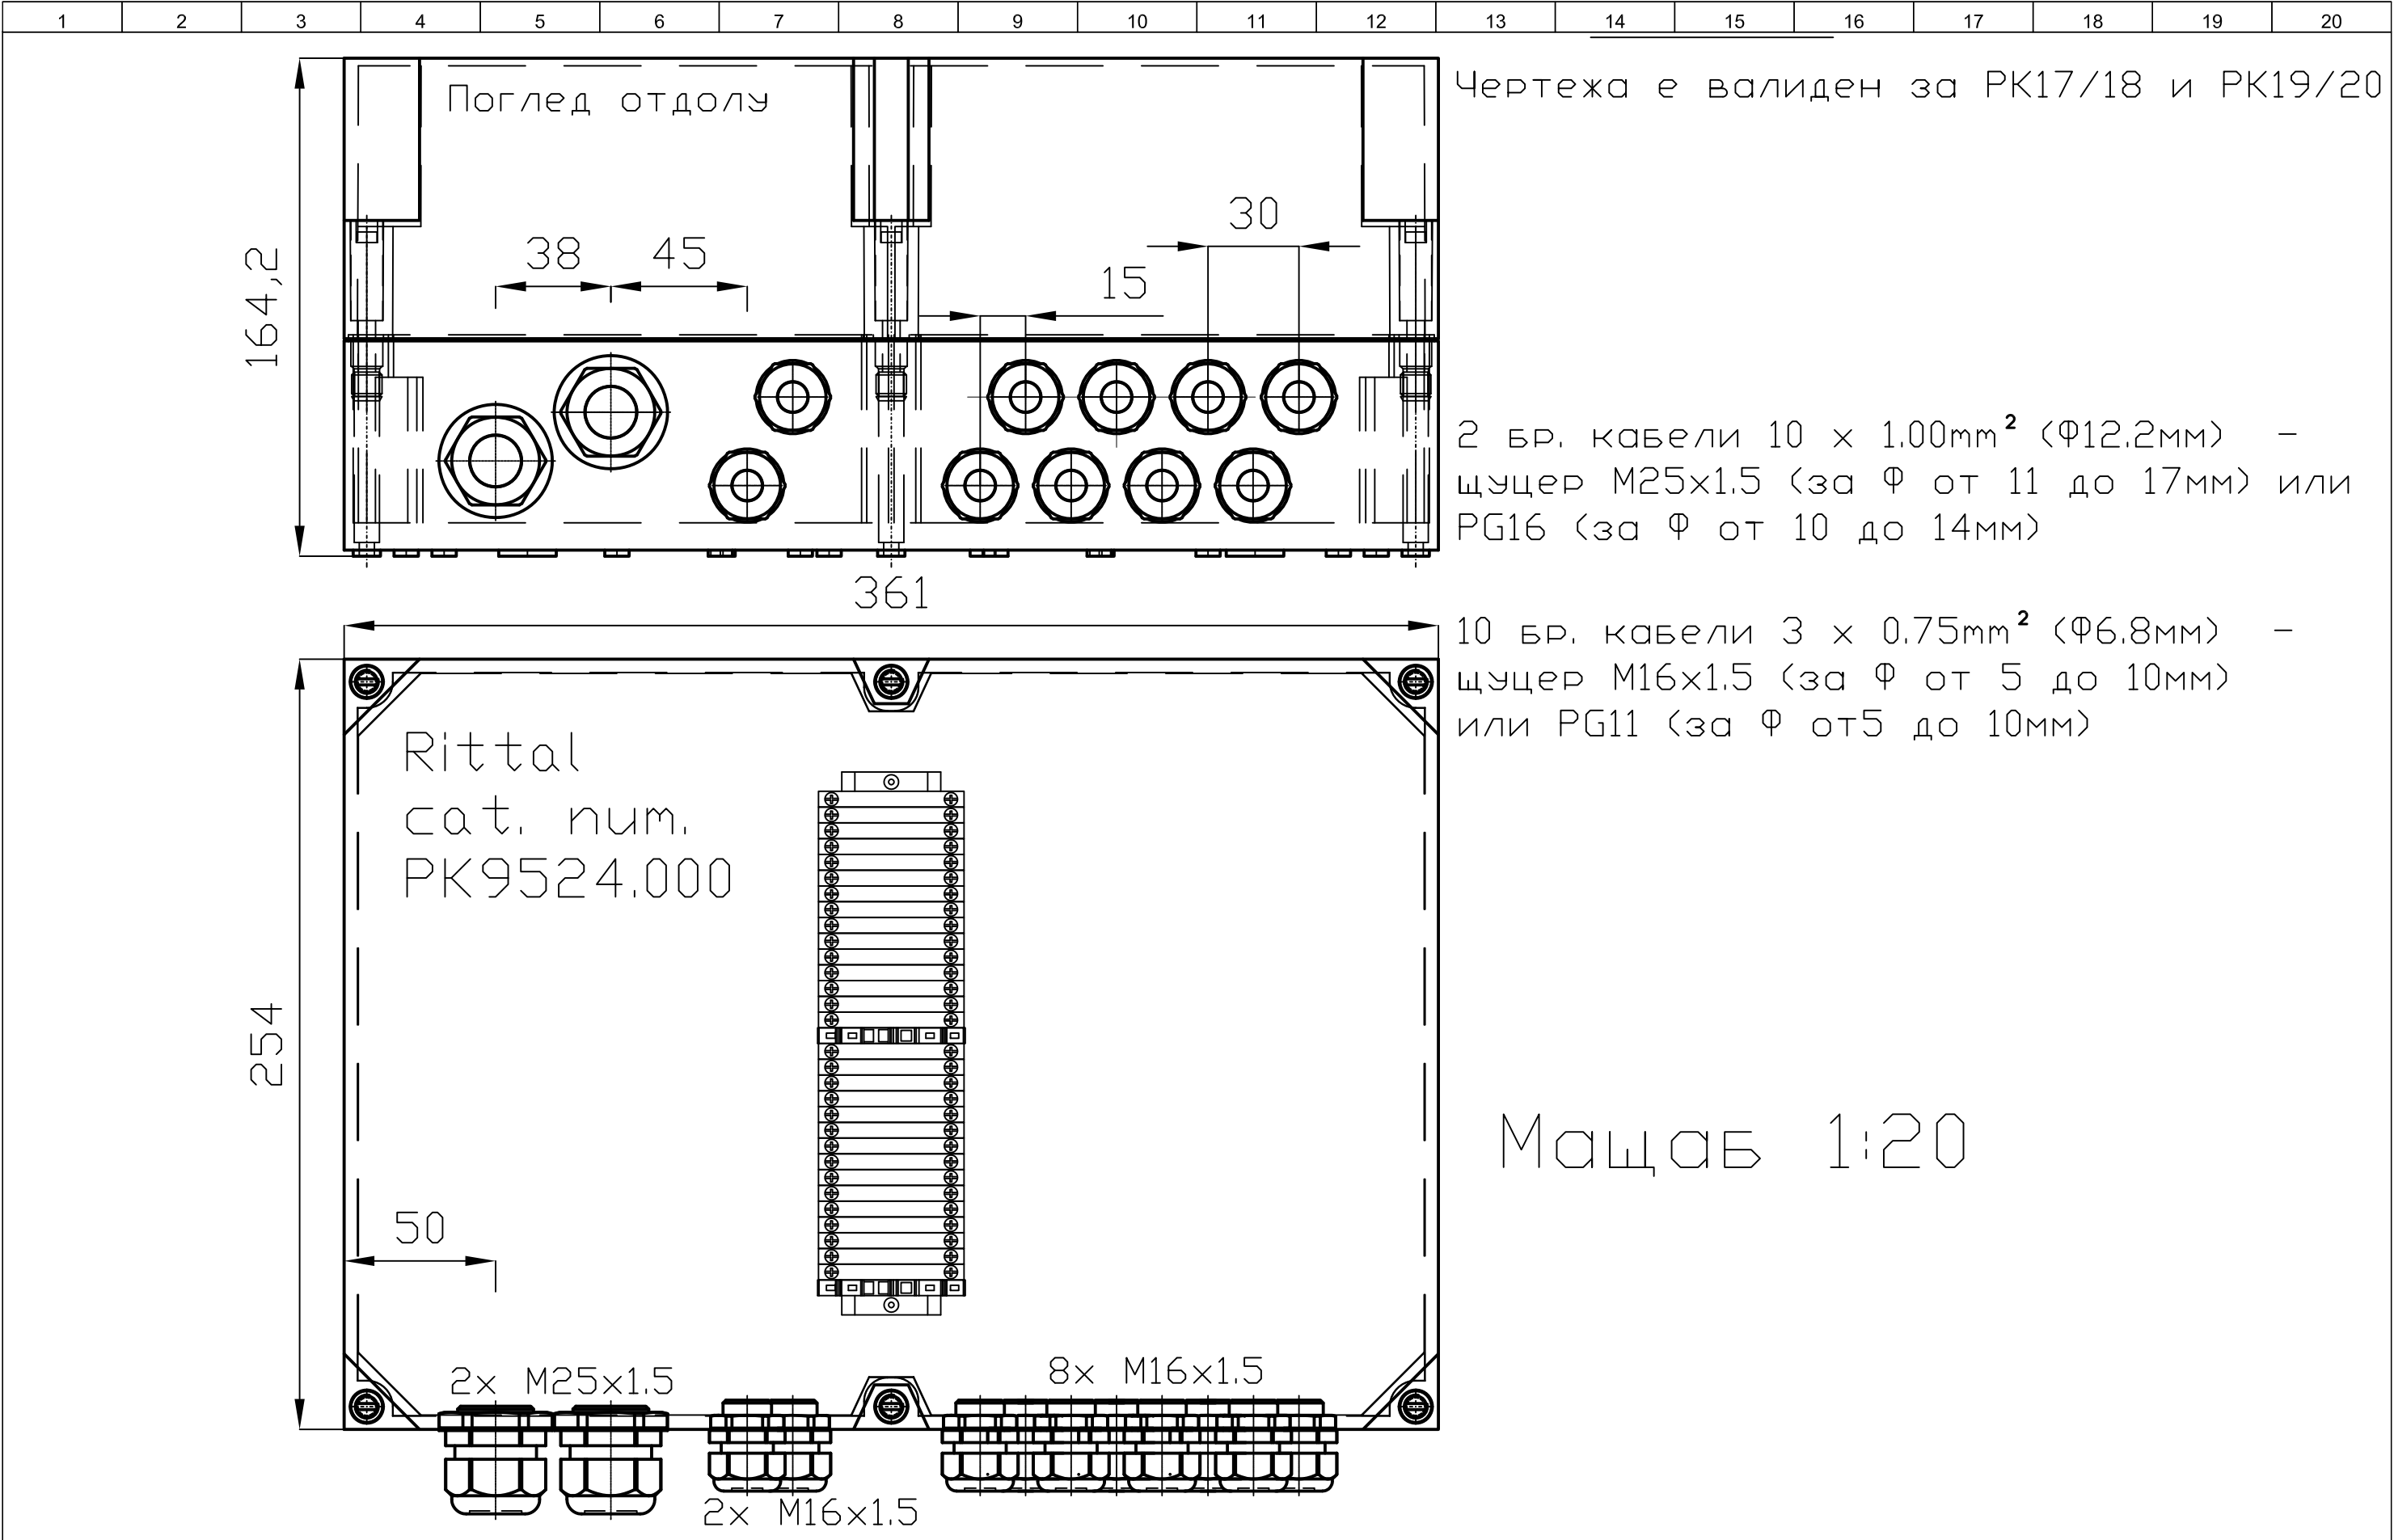 1 2 3 4 5 6 7 8 9 10 11 12 13 14 15 16 17 18 19 20
Поглед отдолу
Чертежа е валиден за РК17/18 и РК19/20
30
38
45
15
164,2
2 бр. кабели 10 x 1.00mm² (Ф12.2мм) -
щуцер M25x1.5 (за Ф от 11 до 17мм) или
PG16 (за Ф от 10 до 14мм)
361
10 бр. кабели 3 x 0.75mm² (Ф6.8мм) -
щуцер M16x1.5 (за Ф от 5 до 10мм)
или PG11 (за Ф от5 до 10мм)
Rittal
cat. num.
PK9524.000
254
Мащаб 1:20
50
2x M25x1.5
8x M16x1.5
2x M16x1.5